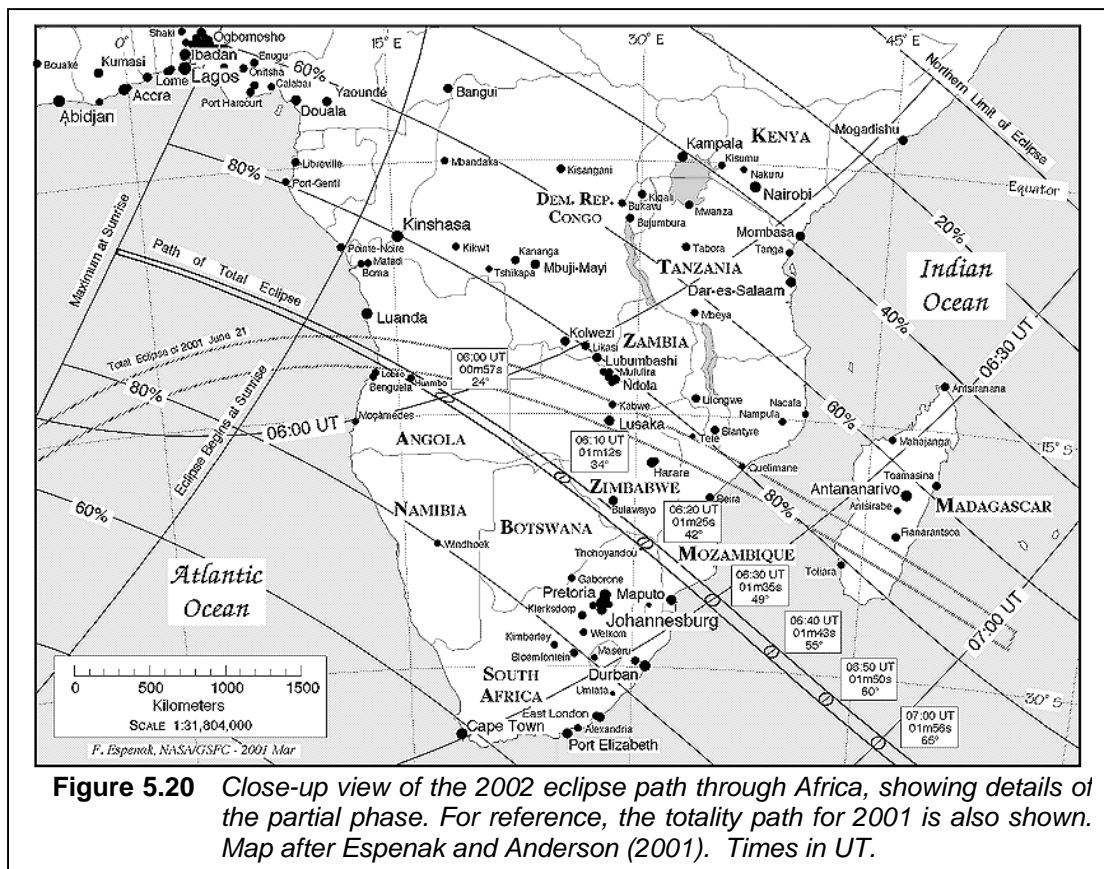 0°
15° E
30° E
45° E
Shaki
Ogbomosho
Ibadan
Lagos
Bouaké
Kumasi
Lome
Accra
Abidjan
Enugu
Onitsha
Calabar
Port Harcourt
Douala
Yaounde
60%
Bangui
Northern Limit of Eclipse
Mogadishu
KENYA
Kampala
Kisumu
Nakuru
Nairobi
Equator
Libreville
Mbandaka
Kisangani
80%
Port-Gentil
DEM. REP.
CONGO
Kigali
Bukavu
Bujumbura
Mwanza
20%
Maximum at Sunrise
Kinshasa
Pointe-Noire
Matadi
Boma
Kikwit
Kananga
Tshikapa
Mbuji-Mayi
Tabora
Mombasa
Tanga
TANZANIA
Dar-es-Salaam
Indian
Ocean
Path of Total Eclipse
Luanda
Mbeya
40%
Total Eclipse of 2001 June 21
Kolwezi
Likasi
Lubumbashi
ZAMBIA
Mufulira
Ndola
06:30 UT
06:00 UT
00m57s
24°
Lobito
Benguela
Huambo
80%
Kabwe
Lilongwe
Nacala
Nampula
Antsiranana
60%
Moçâmedes
06:00 UT
Lusaka
Tete
Blantyre
Mahajanga
15° S
ANGOLA
06:10 UT
01m12s
34°
Harare
Quelimane
Toamasina
Eclipse Begins at Sunrise
ZIMBABWE
Bulawayo
Beira
80%
Antananarivo
Antsirabe
MADAGASCAR
Fianarantsoa
60%
NAMIBIA
BOTSWANA
06:20 UT
01m25s
42°
Windhoek
Thohoyandou
MOZAMBIQUE
Toliara
Atlantic
Ocean
Gaborone
Pretoria
Maputo
06:30 UT
01m35s
49°
Klerksdorp
Johannesburg
07:00 UT
Welkom
Kimberley
Bloemfontein
Maseru
06:40 UT
01m43s
55°
SOUTH
AFRICA
Durban
Umtata
06:50 UT
01m50s
60°
30° S
0 500 1000 1500
Kilometers
SCALE 1:31,804,000
F. Espenak, NASA/GSFC - 2001 Mar
Cape Town
East London
Alexandria
Port Elizabeth
07:00 UT
01m56s
65°
Figure 5.20 Close-up view of the 2002 eclipse path through Africa, showing details of
the partial phase. For reference, the totality path for 2001 is also shown.
Map after Espenak and Anderson (2001). Times in UT.